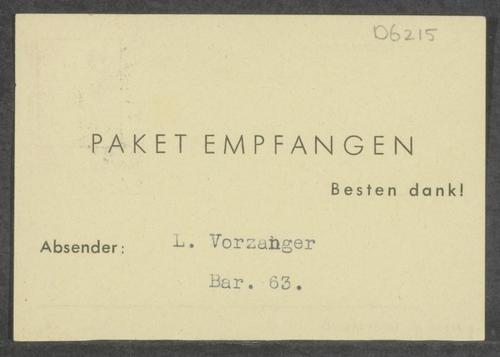 D6215
PAKET EMPFANGEN
Besten dank!
Absender: L. Vorzanger
Bar. 63.